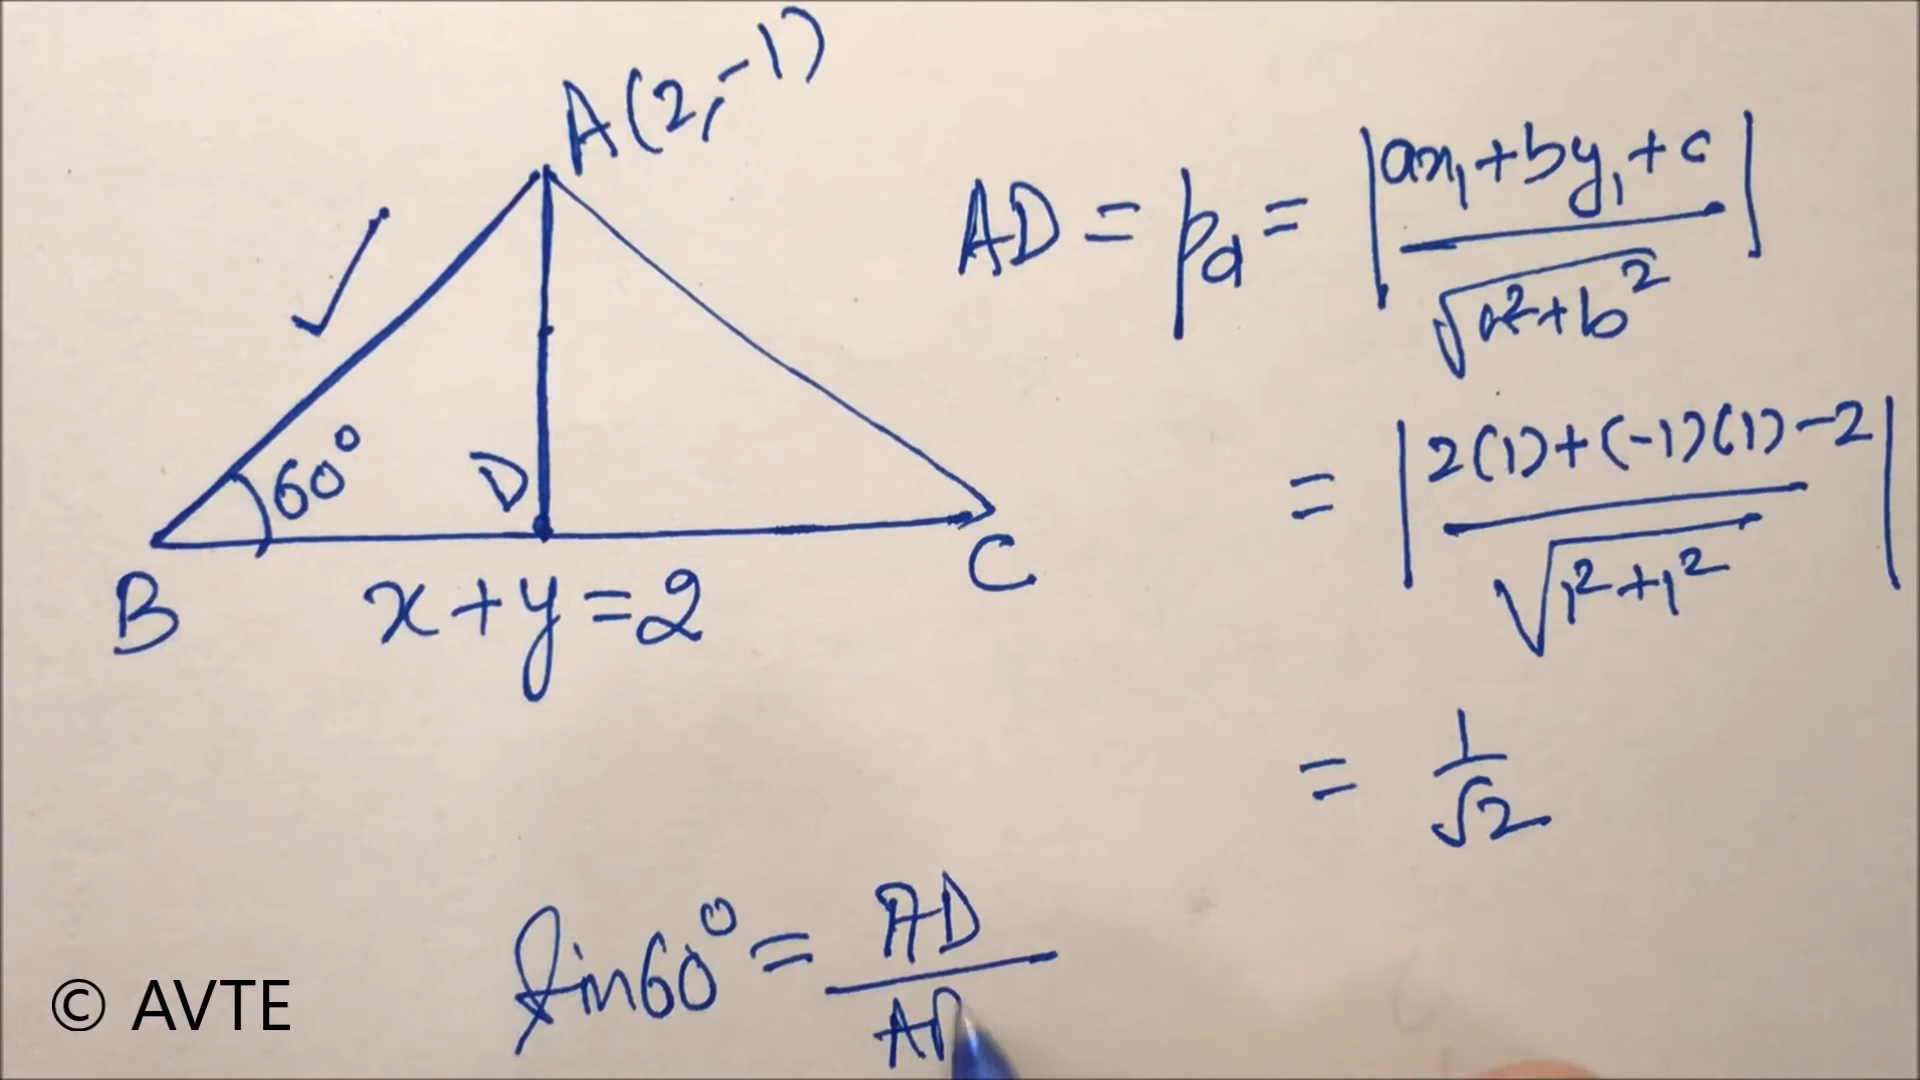 A(2,-1)
60°
D
B
C
x+y=2
AD = pₐ = |ax₁+by₁+c / √a²+b²|
= |2(1)+(-1)(1)-2 / √1²+1²|
= 1/√2
Sin60° = AD/AB
© AVTE